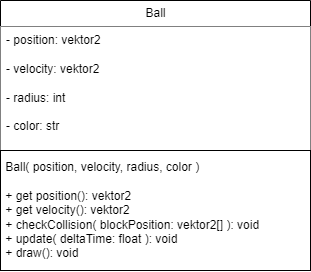 Ball
- position: vektor2
- velocity: vektor2
- radius: int
- color: str
Ball( position, velocity, radius, color )
+ get position(): vektor2
+ get velocity(): vektor2
+ checkCollision( blockPosition: vektor2[] ): void
+ update( deltaTime: float ): void
+ draw(): void